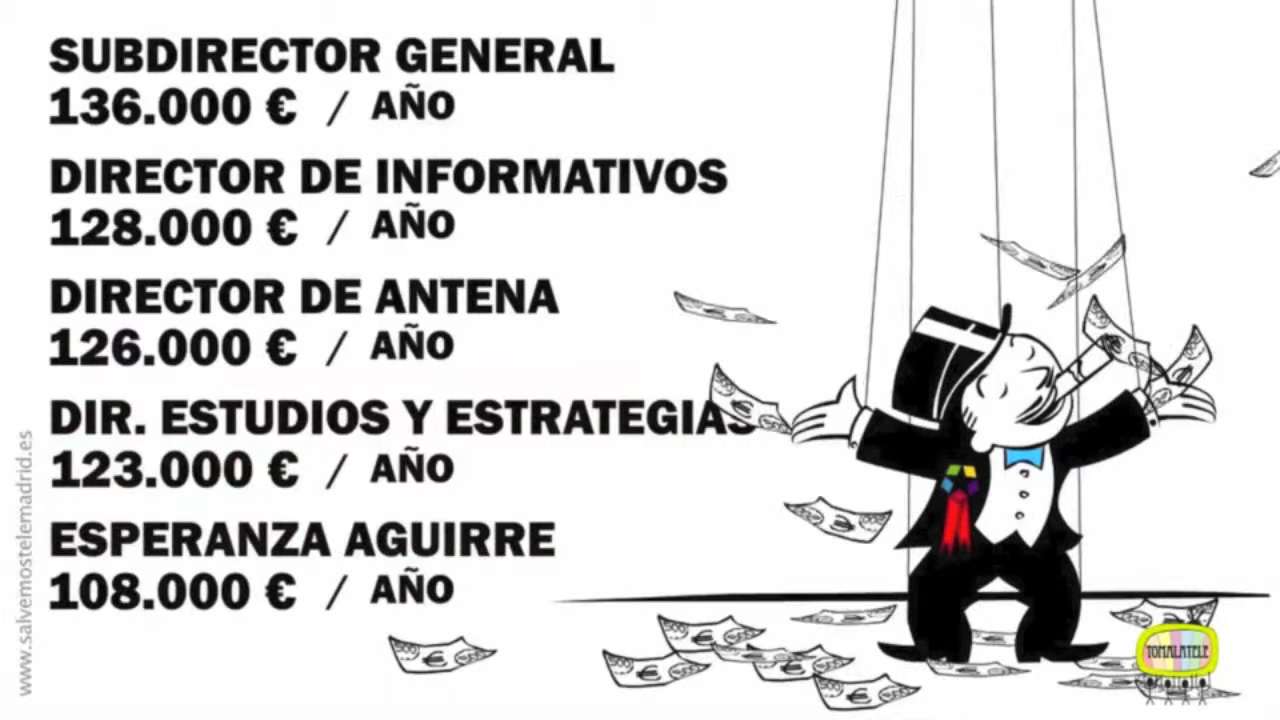 SUBDIRECTOR GENERAL
136.000 € / AÑO
DIRECTOR DE INFORMATIVOS
128.000 € / AÑO
DIRECTOR DE ANTENA
126.000 € / AÑO
DIR. ESTUDIOS Y ESTRATEGIAS
123.000 € / AÑO
ESPERANZA AGUIRRE
108.000 € / AÑO
www.salvemostelemadrid.es
TOMALATELE